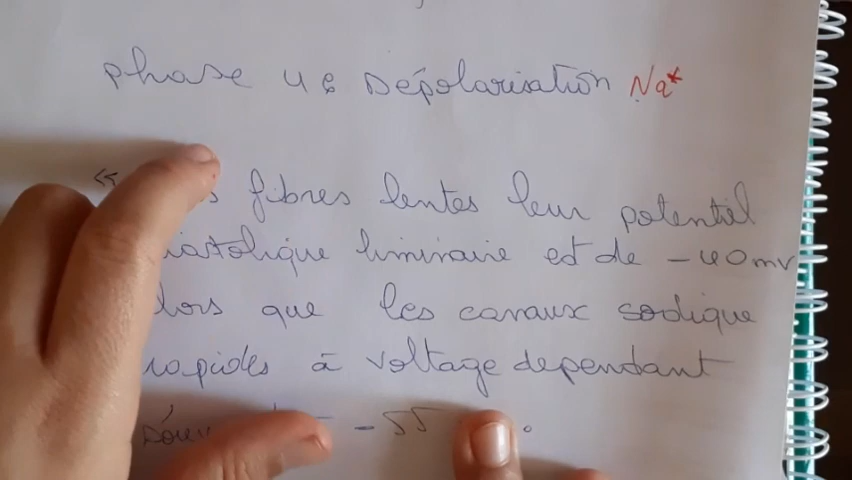 phase 4 : Dépolarisation Na+
« fibres lentes leur potentiel
diastolique liminaire est de -40mv
alors que les canaux sodique
rapides à voltage dependant
-55 .